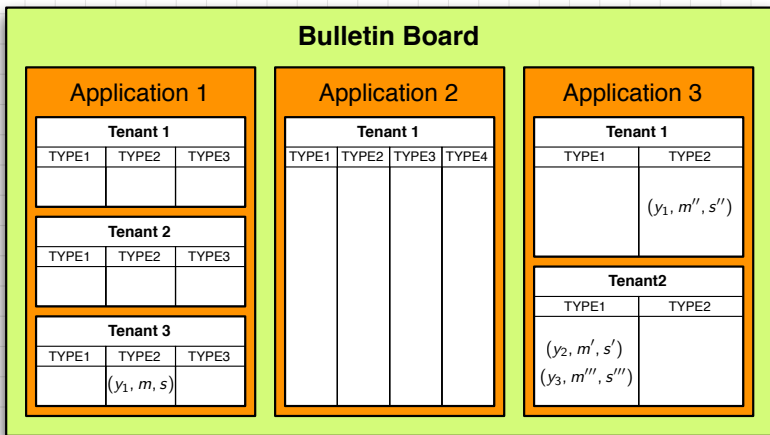 Bulletin Board
Application 1
Tenant 1
TYPE1 TYPE2 TYPE3
Tenant 2
TYPE1 TYPE2 TYPE3
Tenant 3
TYPE1 TYPE2 TYPE3
(y₁, m, s)
Application 2
Tenant 1
TYPE1 TYPE2 TYPE3 TYPE4
Application 3
Tenant 1
TYPE1 TYPE2
(y₁, m′′, s′′)
Tenant2
TYPE1 TYPE2
(y₂, m′, s′)
(y₃, m′′′, s′′′)